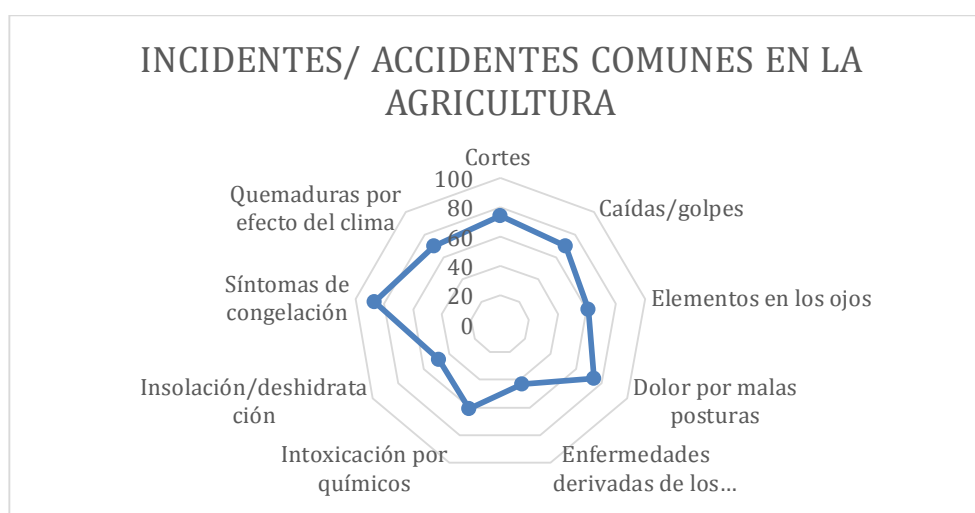 INCIDENTES/ ACCIDENTES COMUNES EN LA
AGRICULTURA
Cortes
Caídas/golpes
Elementos en los ojos
Dolor por malas
posturas
Enfermedades
derivadas de los...
Intoxicación por
químicos
Insolación/deshidrata
ción
Síntomas de
congelación
Quemaduras por
efecto del clima
100
80
60
40
20
0